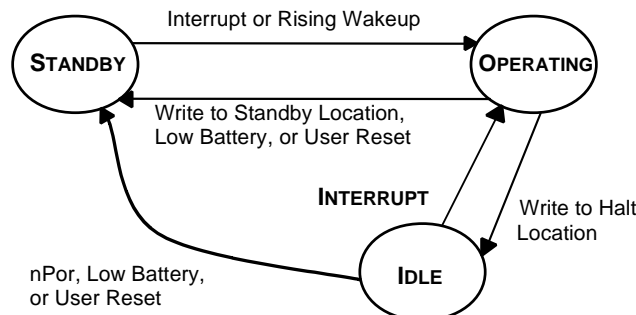 Interrupt or Rising Wakeup
STANDBY
OPERATING
Write to Standby Location,
Low Battery, or User Reset
INTERRUPT
Write to Halt
Location
nPor, Low Battery,
or User Reset
IDLE